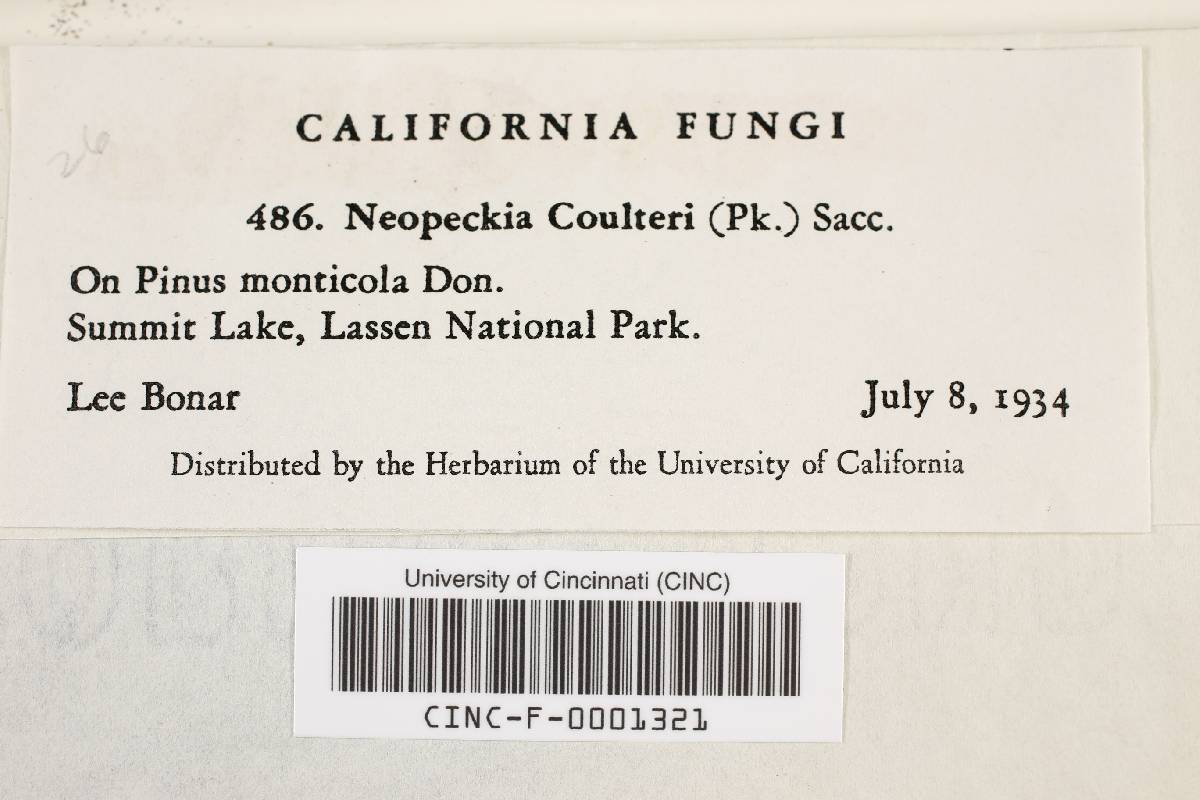 CALIFORNIA FUNGI
26
486. Neopeckia Coulteri (Pk.) Sacc.
On Pinus monticola Don.
Summit Lake, Lassen National Park.
Lee Bonar July 8, 1934
Distributed by the Herbarium of the University of California
University of Cincinnati (CINC)
CINC-F-0001321